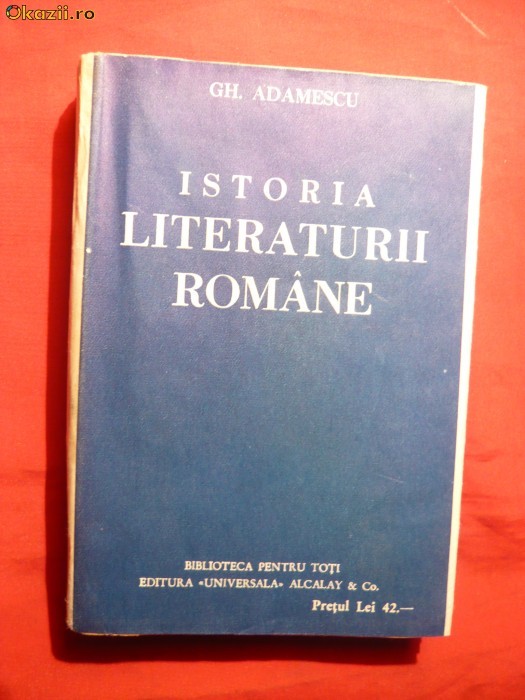 Okazii.ro
GH. ADAMESCU
ISTORIA
LITERATURII
ROMÂNE
BIBLIOTECA PENTRU TOȚI
EDITURA «UNIVERSALA» ALCALAY & Co.
Prețul Lei 42.—